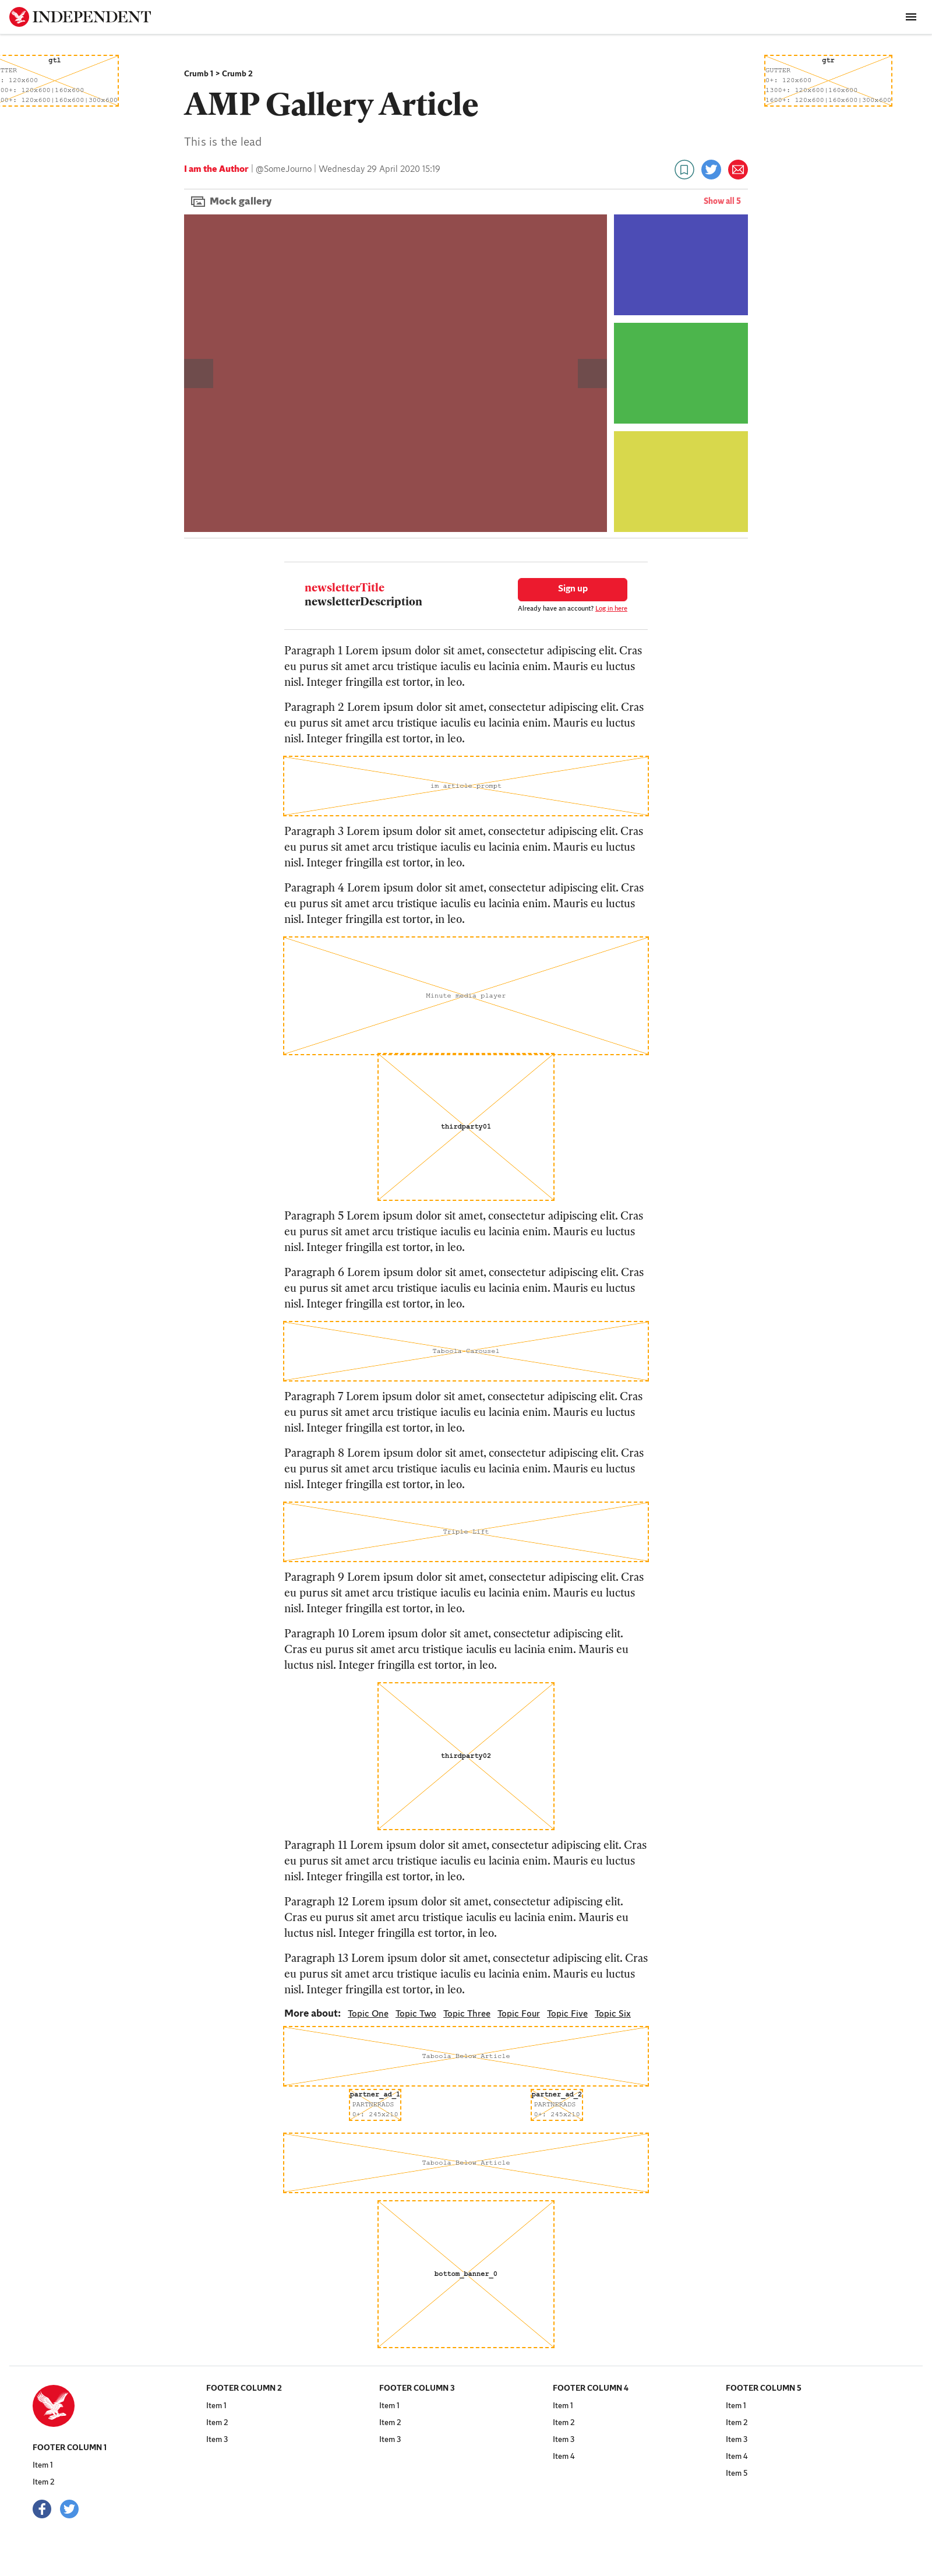 INDEPENDENT
gtl
TTER
: 120x600
00+: 120x600|160x600
00+: 120x600|160x600|300x600
gtr
GUTTER
0+: 120x600
1300+: 120x600|160x600
1600+: 120x600|160x600|300x600
Crumb 1 > Crumb 2
AMP Gallery Article
This is the lead
I am the Author | @SomeJourno | Wednesday 29 April 2020 15:19
Mock gallery
Show all 5
newsletterTitle
newsletterDescription
Sign up
Already have an account? Log in here
Paragraph 1 Lorem ipsum dolor sit amet, consectetur adipiscing elit. Cras
eu purus sit amet arcu tristique iaculis eu lacinia enim. Mauris eu luctus
nisl. Integer fringilla est tortor, in leo.
Paragraph 2 Lorem ipsum dolor sit amet, consectetur adipiscing elit. Cras
eu purus sit amet arcu tristique iaculis eu lacinia enim. Mauris eu luctus
nisl. Integer fringilla est tortor, in leo.
im article prompt
Paragraph 3 Lorem ipsum dolor sit amet, consectetur adipiscing elit. Cras
eu purus sit amet arcu tristique iaculis eu lacinia enim. Mauris eu luctus
nisl. Integer fringilla est tortor, in leo.
Paragraph 4 Lorem ipsum dolor sit amet, consectetur adipiscing elit. Cras
eu purus sit amet arcu tristique iaculis eu lacinia enim. Mauris eu luctus
nisl. Integer fringilla est tortor, in leo.
Minute media player
thirdparty01
Paragraph 5 Lorem ipsum dolor sit amet, consectetur adipiscing elit. Cras
eu purus sit amet arcu tristique iaculis eu lacinia enim. Mauris eu luctus
nisl. Integer fringilla est tortor, in leo.
Paragraph 6 Lorem ipsum dolor sit amet, consectetur adipiscing elit. Cras
eu purus sit amet arcu tristique iaculis eu lacinia enim. Mauris eu luctus
nisl. Integer fringilla est tortor, in leo.
Taboola Carousel
Paragraph 7 Lorem ipsum dolor sit amet, consectetur adipiscing elit. Cras
eu purus sit amet arcu tristique iaculis eu lacinia enim. Mauris eu luctus
nisl. Integer fringilla est tortor, in leo.
Paragraph 8 Lorem ipsum dolor sit amet, consectetur adipiscing elit. Cras
eu purus sit amet arcu tristique iaculis eu lacinia enim. Mauris eu luctus
nisl. Integer fringilla est tortor, in leo.
Triple Lift
Paragraph 9 Lorem ipsum dolor sit amet, consectetur adipiscing elit. Cras
eu purus sit amet arcu tristique iaculis eu lacinia enim. Mauris eu luctus
nisl. Integer fringilla est tortor, in leo.
Paragraph 10 Lorem ipsum dolor sit amet, consectetur adipiscing elit.
Cras eu purus sit amet arcu tristique iaculis eu lacinia enim. Mauris eu
luctus nisl. Integer fringilla est tortor, in leo.
thirdparty02
Paragraph 11 Lorem ipsum dolor sit amet, consectetur adipiscing elit. Cras
eu purus sit amet arcu tristique iaculis eu lacinia enim. Mauris eu luctus
nisl. Integer fringilla est tortor, in leo.
Paragraph 12 Lorem ipsum dolor sit amet, consectetur adipiscing elit.
Cras eu purus sit amet arcu tristique iaculis eu lacinia enim. Mauris eu
luctus nisl. Integer fringilla est tortor, in leo.
Paragraph 13 Lorem ipsum dolor sit amet, consectetur adipiscing elit. Cras
eu purus sit amet arcu tristique iaculis eu lacinia enim. Mauris eu luctus
nisl. Integer fringilla est tortor, in leo.
More about: Topic One Topic Two Topic Three Topic Four Topic Five Topic Six
Taboola Below Article
partner_ad_1
PARTNERADS
0+: 245x210
partner_ad_2
PARTNERADS
0+: 245x210
Taboola Below Article
bottom_banner_0
FOOTER COLUMN 1
Item 1
Item 2
FOOTER COLUMN 2
Item 1
Item 2
Item 3
FOOTER COLUMN 3
Item 1
Item 2
Item 3
FOOTER COLUMN 4
Item 1
Item 2
Item 3
Item 4
FOOTER COLUMN 5
Item 1
Item 2
Item 3
Item 4
Item 5